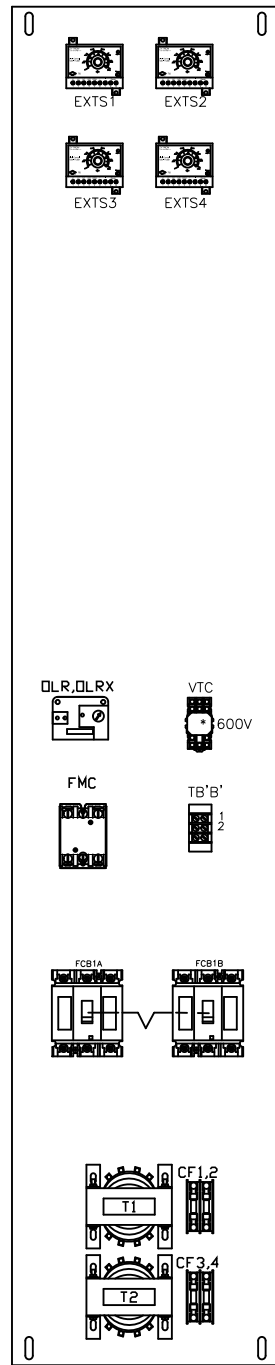 EXTS1 EXTS2
EXTS3 EXTS4
OLR,OLRX VTC
* 600V
FMC TB'B'
1
2
FCB1A FCB1B
CF1,2
T1
CF3,4
T2